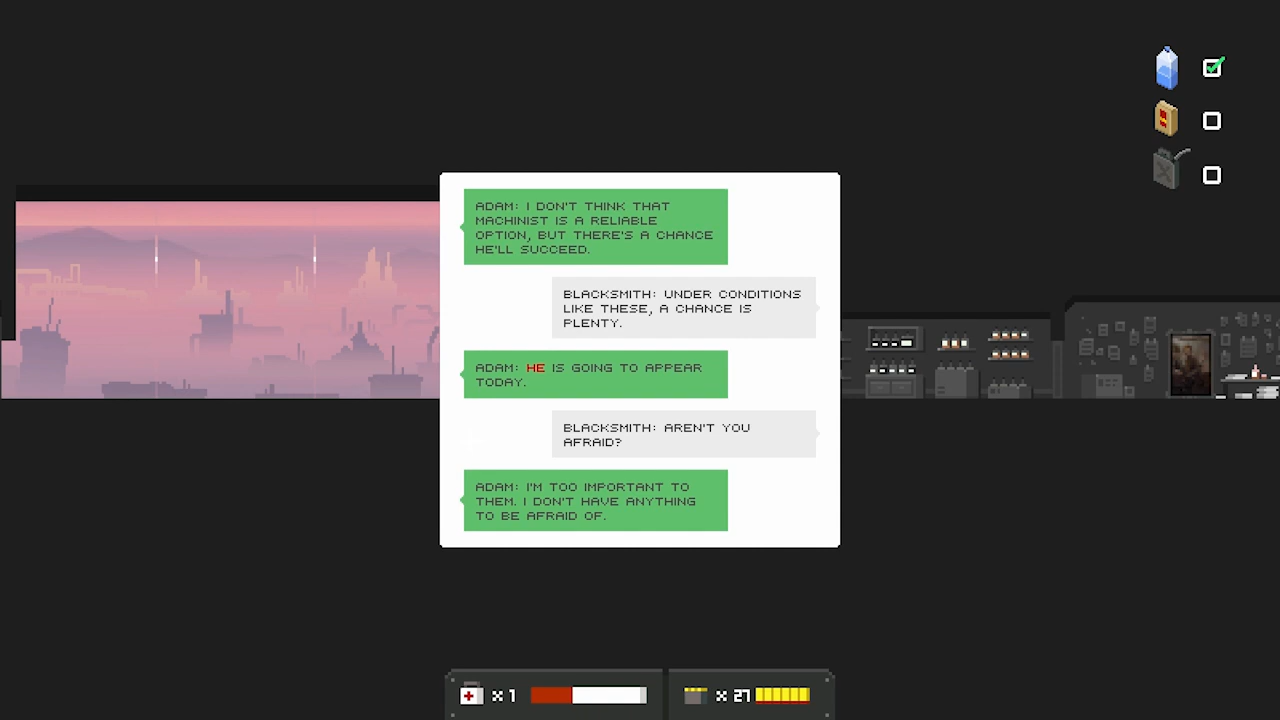 ADAM: I DON'T THINK THAT
MACHINIST IS A RELIABLE
OPTION, BUT THERE'S A CHANCE
HE'LL SUCCEED.
BLACKSMITH: UNDER CONDITIONS
LIKE THESE, A CHANCE IS
PLENTY.
ADAM: HE IS GOING TO APPEAR
TODAY.
BLACKSMITH: AREN'T YOU
AFRAID?
ADAM: I'M TOO IMPORTANT TO
THEM. I DON'T HAVE ANYTHING
TO BE AFRAID OF.
X 1
X 27